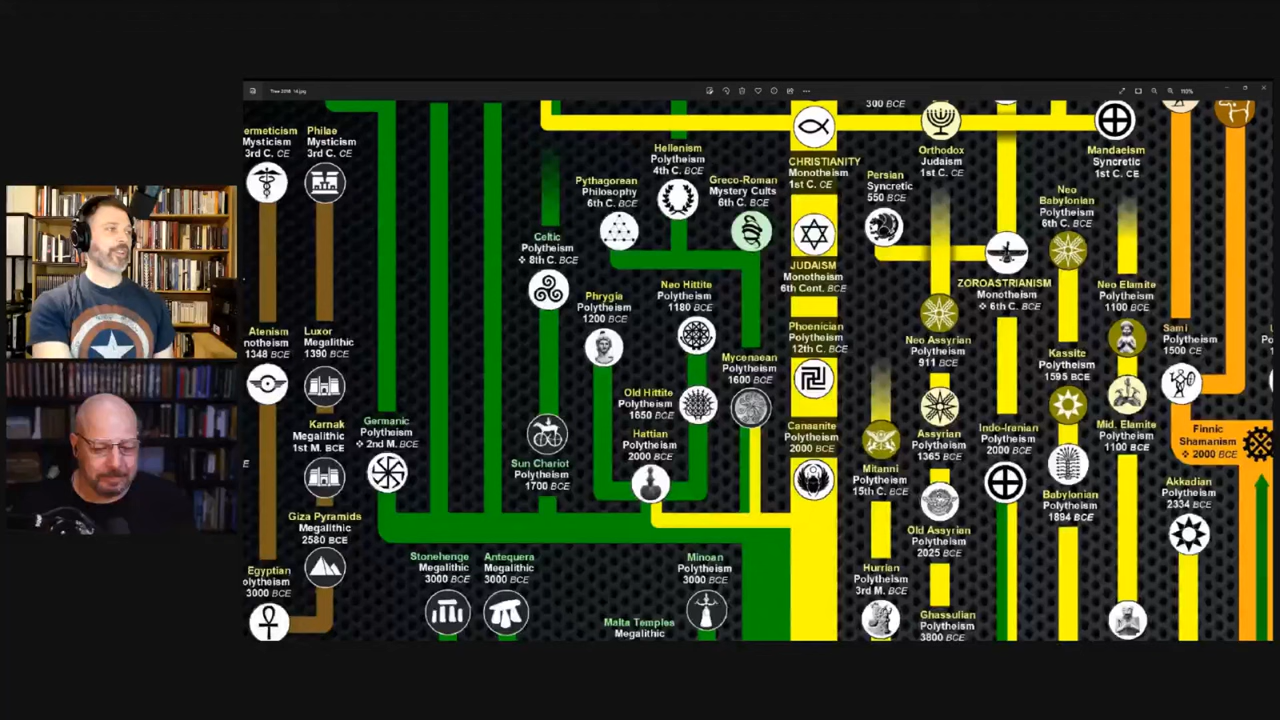 Tree 2018 14.jpg
110%
300 BCE
ermeticism
Mysticism
3rd C. CE
Philae
Mysticism
3rd C. CE
Hellenism
Polytheism
4th C. BCE
Pythagorean
Philosophy
6th C. BCE
Greco-Roman
Mystery Cults
6th C. BCE
CHRISTIANITY
Monotheism
1st C. CE
Persian
Syncretic
550 BCE
Orthodox
Judaism
1st C. CE
Mandaeism
Syncretic
1st C. CE
Neo
Babylonian
Polytheism
6th C. BCE
Celtic
Polytheism
❖ 8th C. BCE
JUDAISM
Monotheism
6th Cent. BCE
ZOROASTRIANISM
Monotheism
❖ 6th C. BCE
Neo Elamite
Polytheism
1100 BCE
Phrygia
Polytheism
1200 BCE
Neo Hittite
Polytheism
1180 BCE
Atenism
notheism
1348 BCE
Luxor
Megalithic
1390 BCE
Mycenaean
Polytheism
1600 BCE
Phoenician
Polytheism
12th C. BCE
Neo Assyrian
Polytheism
911 BCE
Kassite
Polytheism
1595 BCE
Sami
Polytheism
1500 CE
Old Hittite
Polytheism
1650 BCE
Karnak
Megalithic
1st M. BCE
Germanic
Polytheism
❖ 2nd M. BCE
Hattian
Polytheism
2000 BCE
Canaanite
Polytheism
2000 BCE
Assyrian
Polytheism
1365 BCE
Indo-Iranian
Polytheism
2000 BCE
Mid. Elamite
Polytheism
1100 BCE
Finnic
Shamanism
❖ 2000 BCE
E
Sun Chariot
Polytheism
1700 BCE
Mitanni
Polytheism
15th C. BCE
Babylonian
Polytheism
1894 BCE
Akkadian
Polytheism
2334 BCE
Giza Pyramids
Megalithic
2580 BCE
Old Assyrian
Polytheism
2025 BCE
Egyptian
olytheism
3000 BCE
Stonehenge
Megalithic
3000 BCE
Antequera
Megalithic
3000 BCE
Minoan
Polytheism
3000 BCE
Hurrian
Polytheism
3rd M. BCE
Malta Temples
Megalithic
Ghassulian
Polytheism
3800 BCE